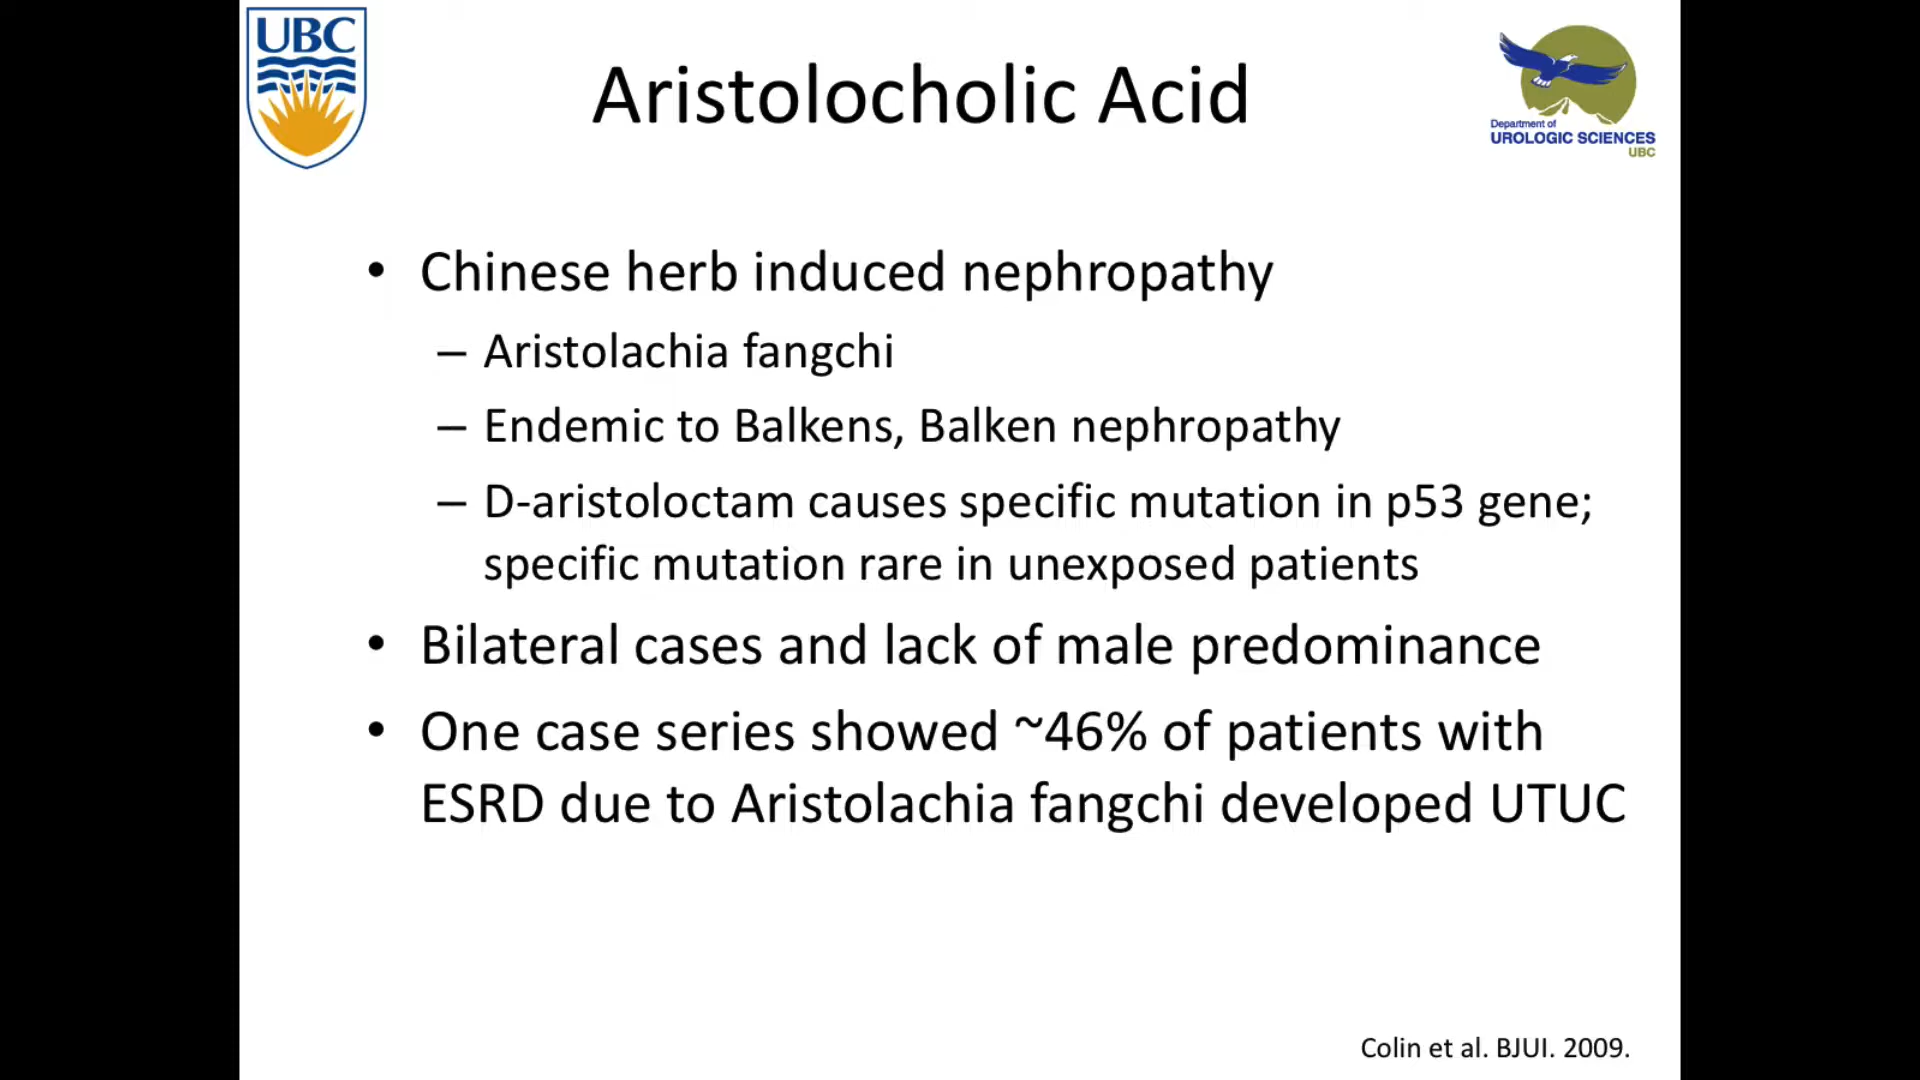 UBC
Aristolocholic Acid
Department of
UROLOGIC SCIENCES
UBC
• Chinese herb induced nephropathy
– Aristolachia fangchi
– Endemic to Balkens, Balken nephropathy
– D-aristoloctam causes specific mutation in p53 gene;
specific mutation rare in unexposed patients
• Bilateral cases and lack of male predominance
• One case series showed ~46% of patients with
ESRD due to Aristolachia fangchi developed UTUC
Colin et al. BJUI. 2009.